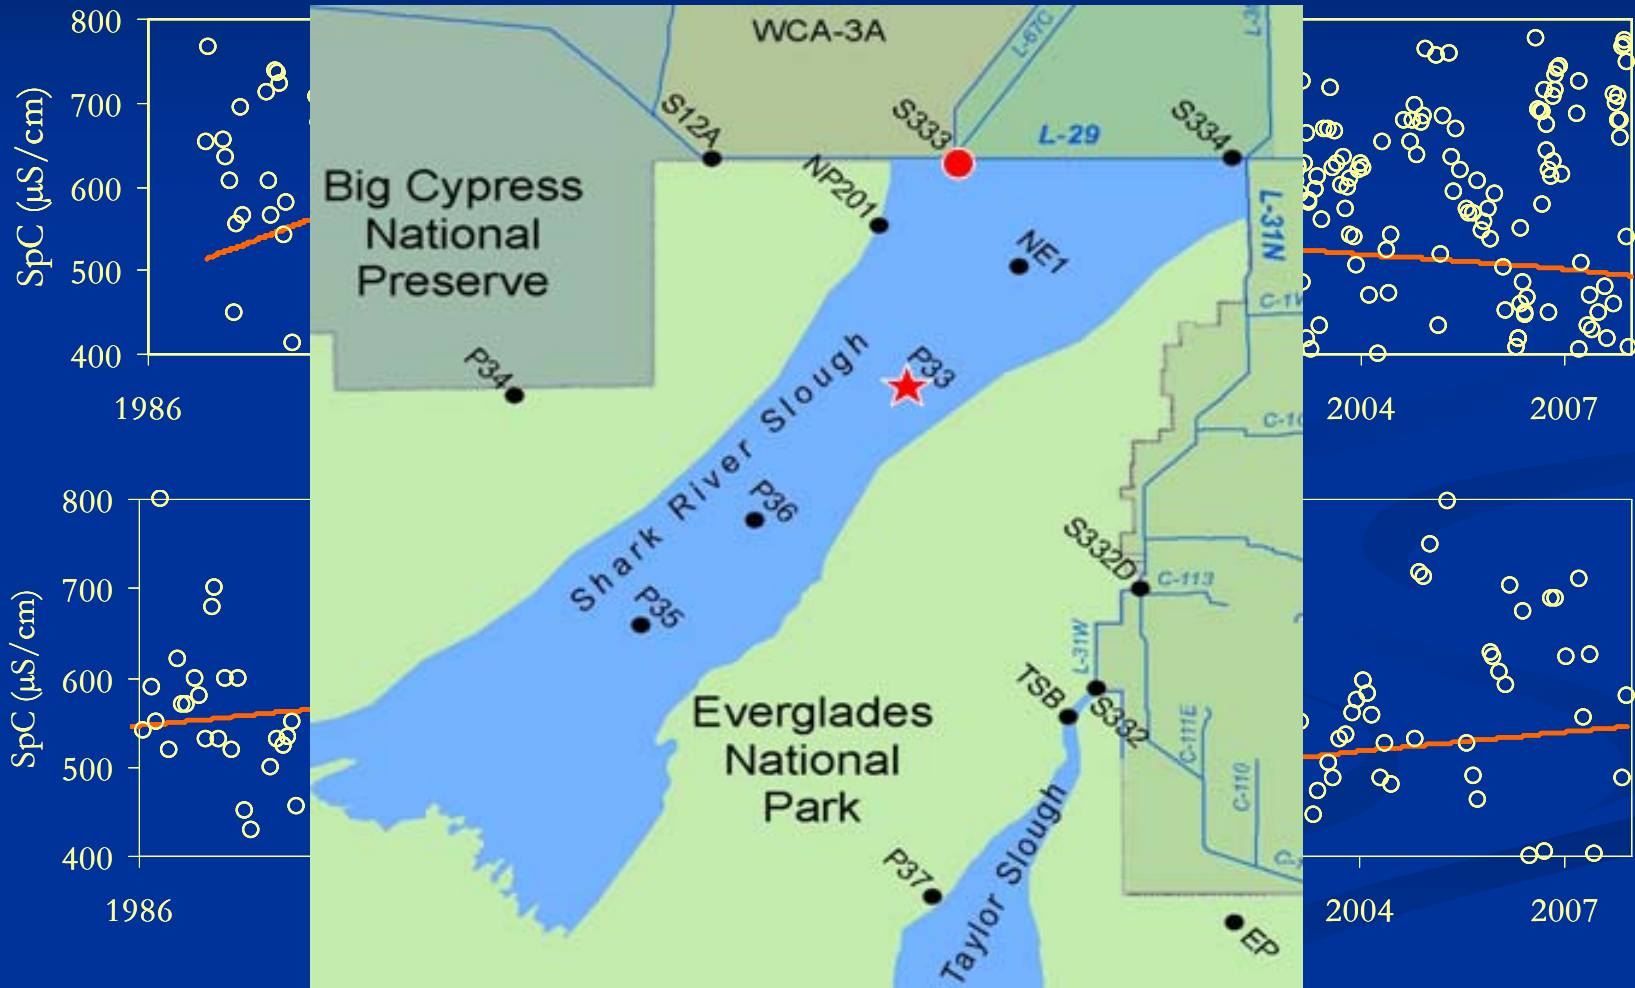 800
700
600
500
400
SpC (µS/cm)
1986
2004
2007
800
700
600
500
400
SpC (µS/cm)
1986
2004
2007
WCA-3A
L-67C
S12A
S333
L-29
S334
L-31N
NP201
NE1
Big Cypress
National
Preserve
P34
P33
Shark River Slough
P36
P35
S332D
C-113
L-31W
TSB
S332
C-111E
C-110
Everglades
National
Park
P37
Taylor Slough
EP